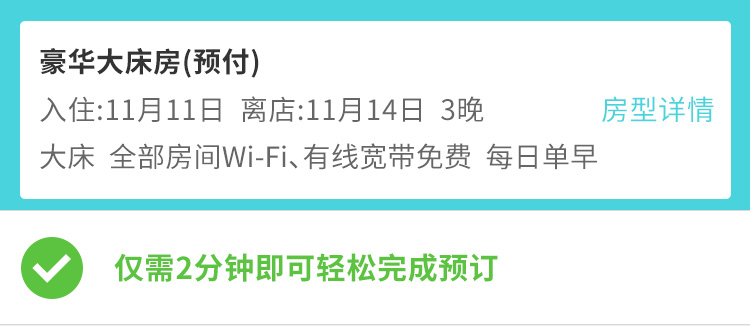 豪华大床房(预付)
入住:11月11日 离店:11月14日 3晚 房型详情
大床 全部房间Wi-Fi、有线宽带免费 每日单早
仅需2分钟即可轻松完成预订